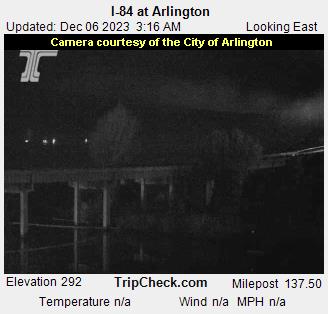 I-84 at Arlington
Updated: Dec 06 2023 3:16 AM Looking East
Camera courtesy of the City of Arlington
Elevation 292 TripCheck.com Milepost 137.50
Temperature n/a Wind n/a MPH n/a